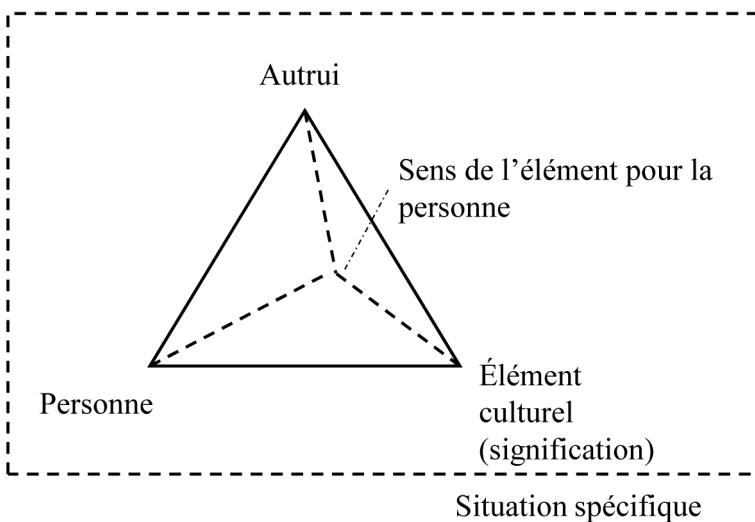 Autrui
Sens de l’élément pour la
personne
Personne
Élément
culturel
(signification)
Situation spécifique